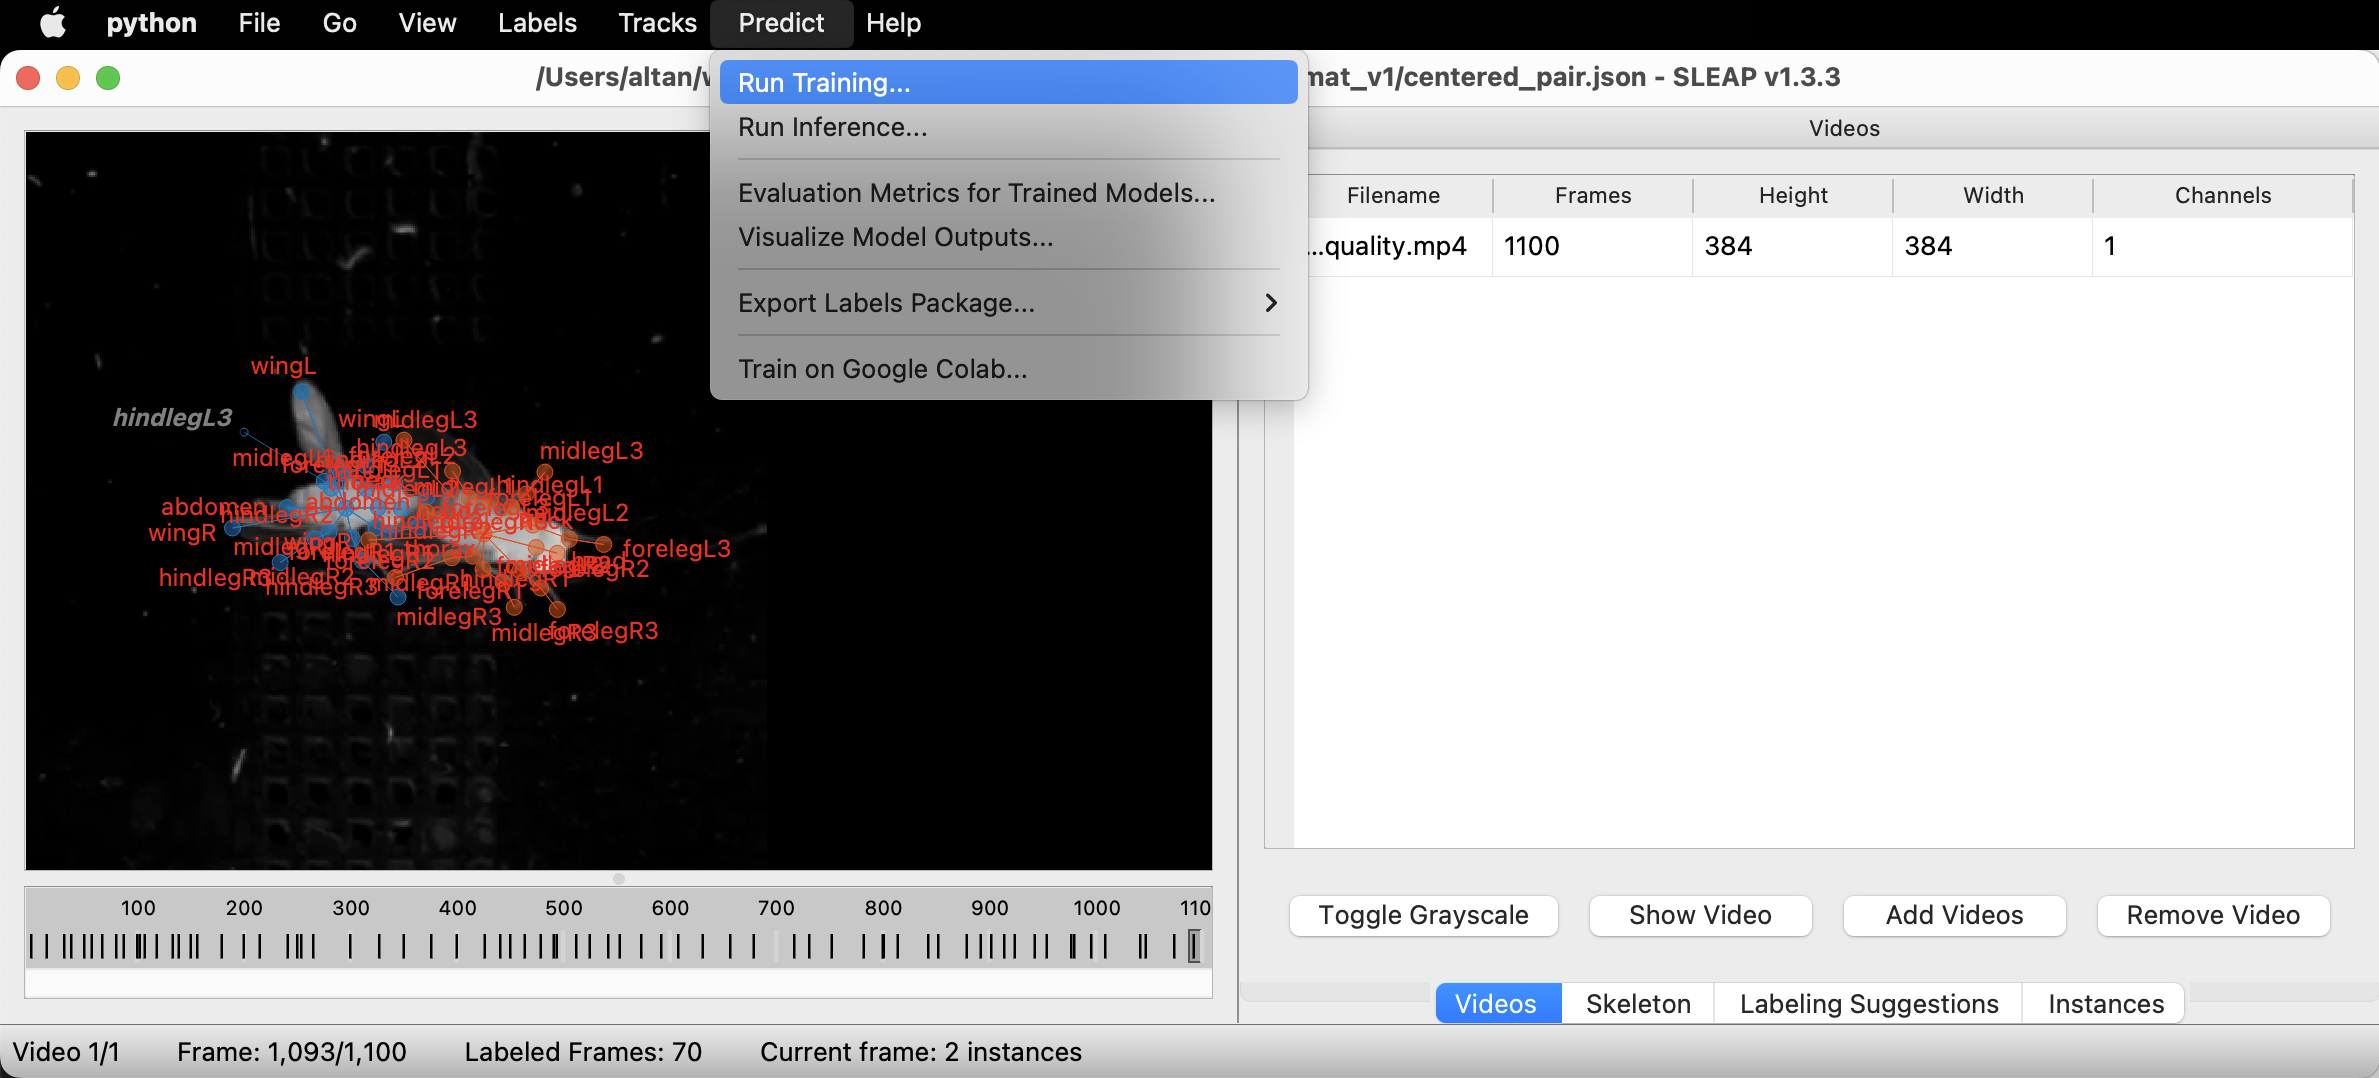 python File Go View Labels Tracks Predict Help
/Users/altan/ mat_v1/centered_pair.json - SLEAP v1.3.3
Run Training...
Run Inference...
Evaluation Metrics for Trained Models...
Visualize Model Outputs...
Export Labels Package...
Train on Google Colab...
Videos
Filename Frames Height Width Channels
...quality.mp4 1100 384 384 1
wingL
hindlegL3
wingL
midlegL3
hindlegL3
midlegL3
hindlegL1
midlegL2
abdomen
abdomen
hindlegR2
wingR
hindlegR2
forelegL3
wingR
hindlegR3
midlegR2
hindlegR3
forelegR1
midlegR3
midlegR3
forelegR3
100 200 300 400 500 600 700 800 900 1000 110
Toggle Grayscale Show Video Add Videos Remove Video
Videos Skeleton Labeling Suggestions Instances
Video 1/1 Frame: 1,093/1,100 Labeled Frames: 70 Current frame: 2 instances